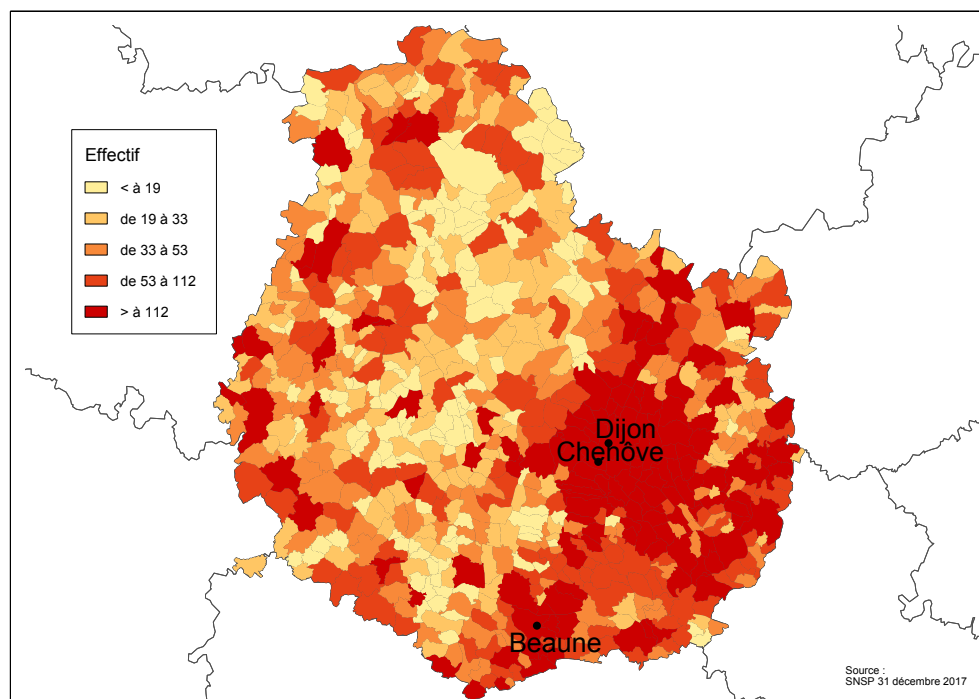 Effectif
< à 19
de 19 à 33
de 33 à 53
de 53 à 112
> à 112
Dijon
Chenôve
Beaune
Source :
SNSP 31 décembre 2017